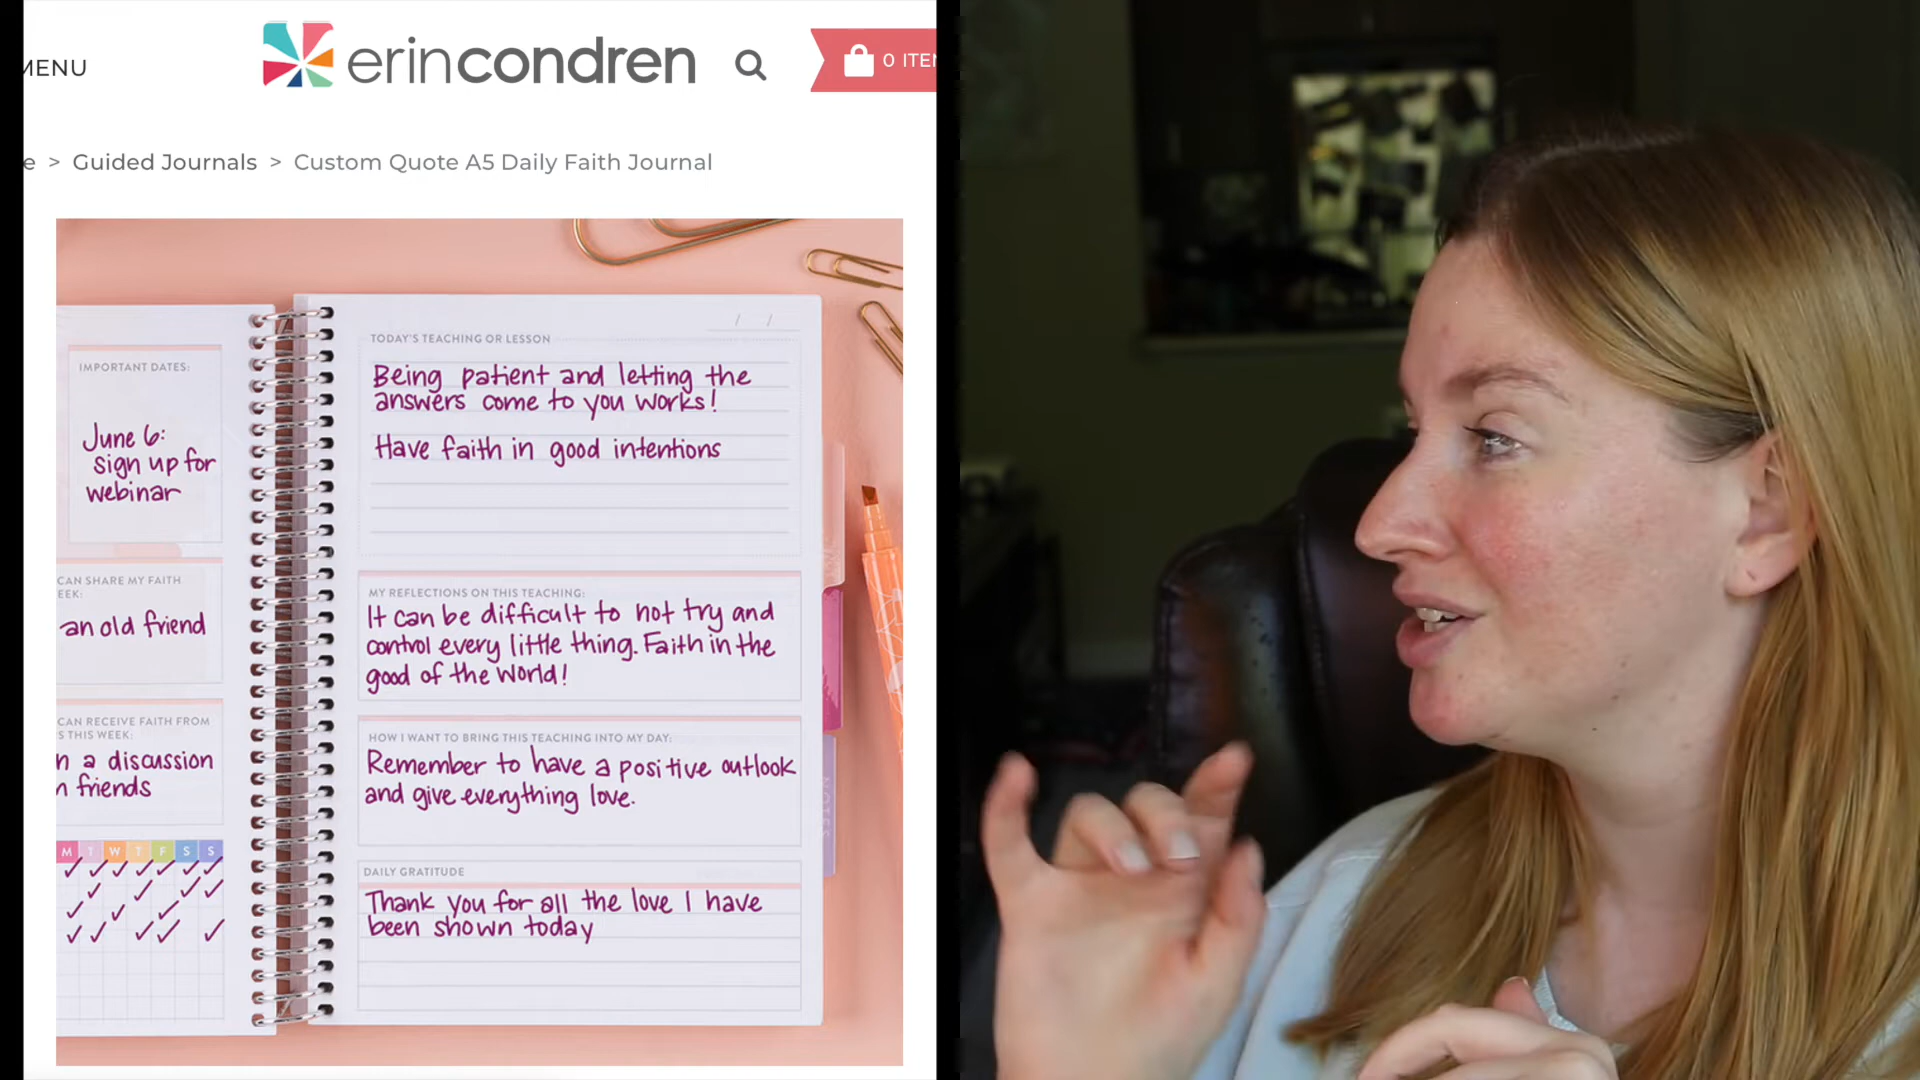 MENU
erincondren
0 ITEM
e > Guided Journals > Custom Quote A5 Daily Faith Journal
IMPORTANT DATES:
June 6:
sign up for
webinar
CAN SHARE MY FAITH
EEK:
an old friend
CAN RECEIVE FAITH FROM
S THIS WEEK:
n a discussion
n friends
M T W T F S S
/ /
TODAY'S TEACHING OR LESSON
Being patient and letting the
answers come to you works!
Have faith in good intentions
MY REFLECTIONS ON THIS TEACHING:
It can be difficult to not try and
control every little thing. Faith in the
good of the world!
HOW I WANT TO BRING THIS TEACHING INTO MY DAY:
Remember to have a positive outlook
and give everything love.
DAILY GRATITUDE
Thank you for all the love I have
been shown today
NOTES